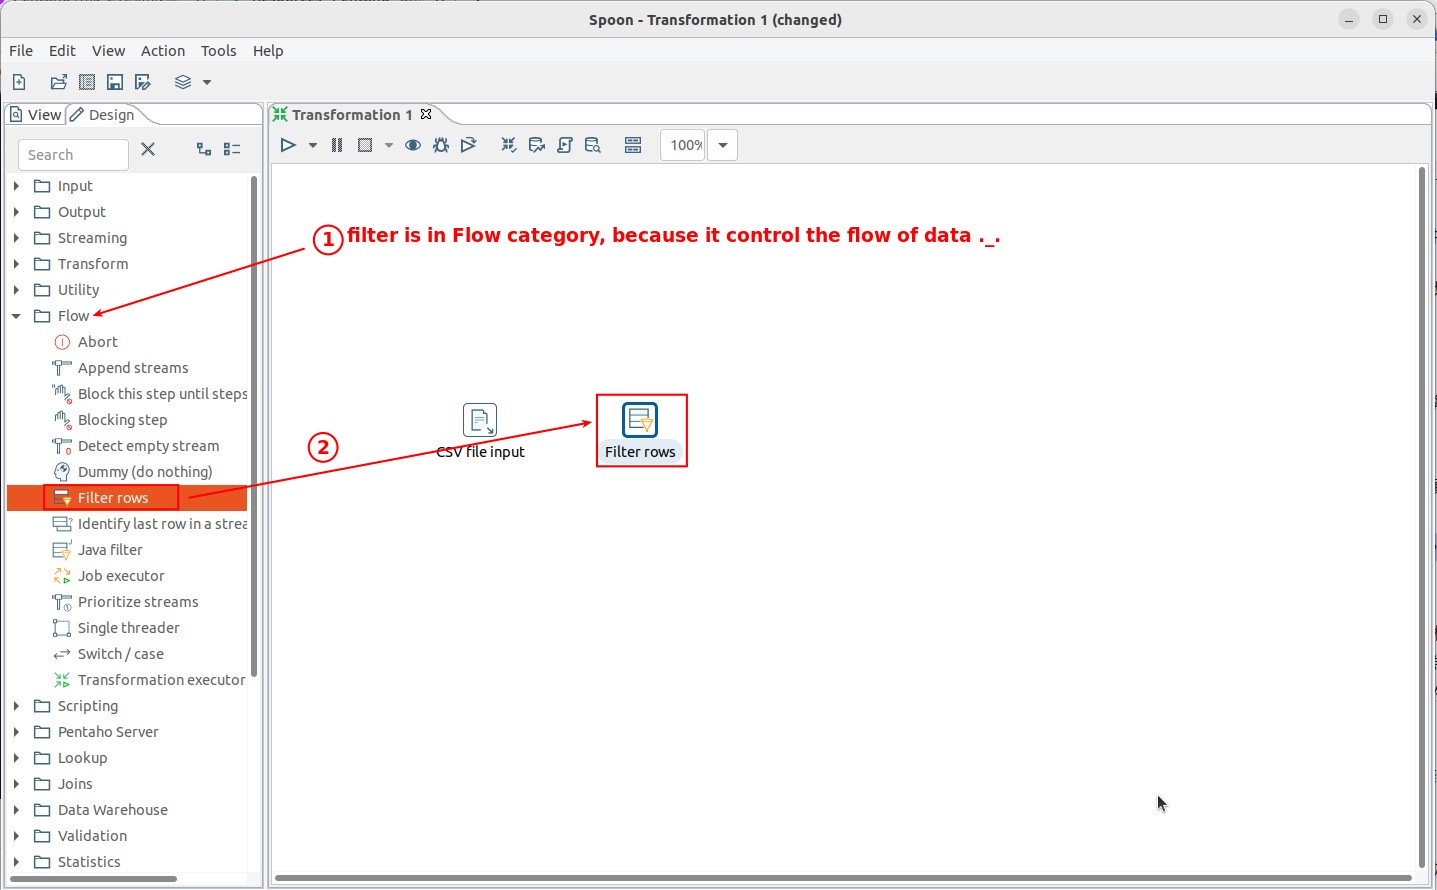 Spoon - Transformation 1 (changed)
File Edit View Action Tools Help
View Design
Transformation 1
Search
100%
Input
Output
Streaming
Transform
Utility
Flow
Abort
Append streams
Block this step until steps
Blocking step
Detect empty stream
Dummy (do nothing)
Filter rows
Identify last row in a strea
Java filter
Job executor
Prioritize streams
Single threader
Switch / case
Transformation executor
Scripting
Pentaho Server
Lookup
Joins
Data Warehouse
Validation
Statistics
1 filter is in Flow category, because it control the flow of data ._.
2
CSV file input
Filter rows